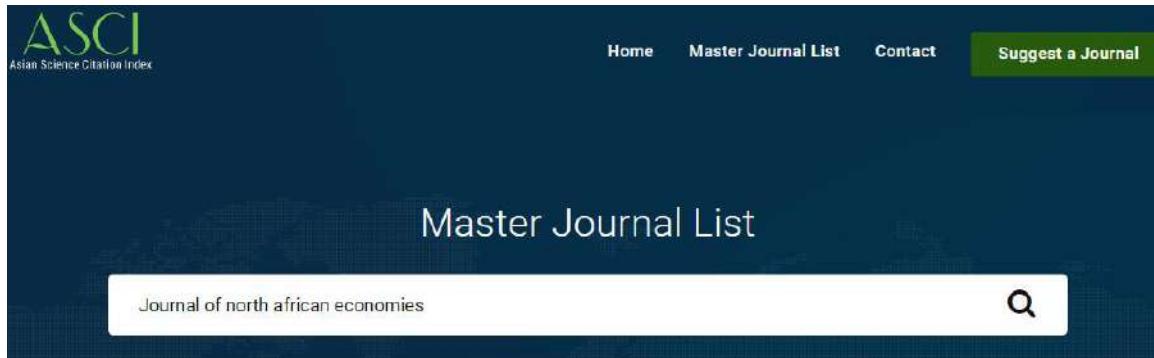 ASCI
Asian Science Citation Index
Home Master Journal List Contact Suggest a Journal
Master Journal List
Journal of north african economies